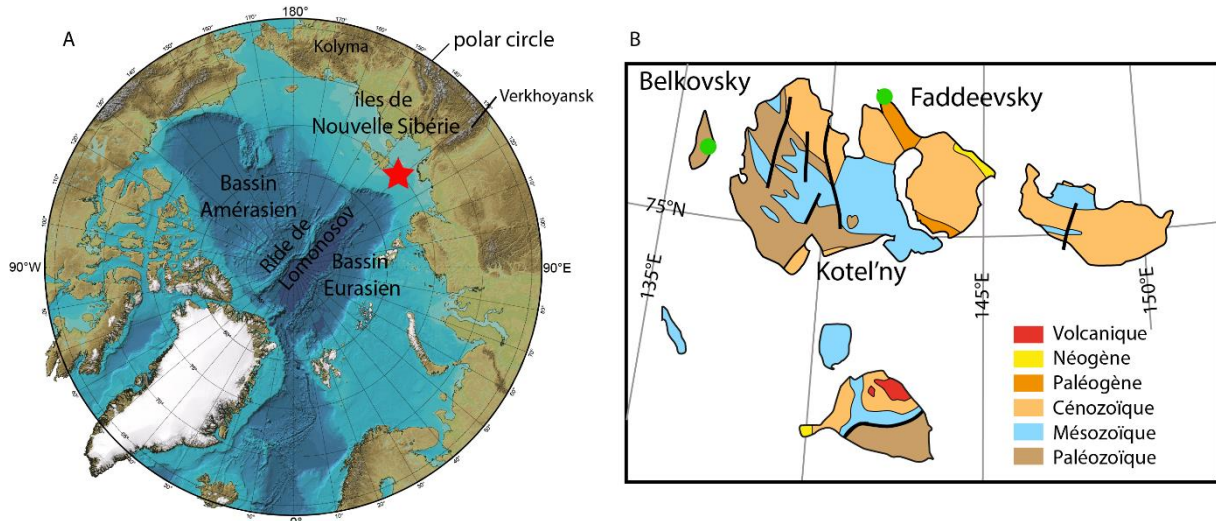 A
180°
Kolyma
polar circle
Verkhoyansk
îles de
Nouvelle Sibérie
Bassin
Amérasien
Ride de
Lomonosov
Bassin
Eurasien
90°W
90°E
0°
B
Belkovsky
Faddeevsky
75°N
Kotel'ny
135°E
145°E
150°E
Volcanique
Néogène
Paléogène
Cénozoïque
Mésozoïque
Paléozoïque